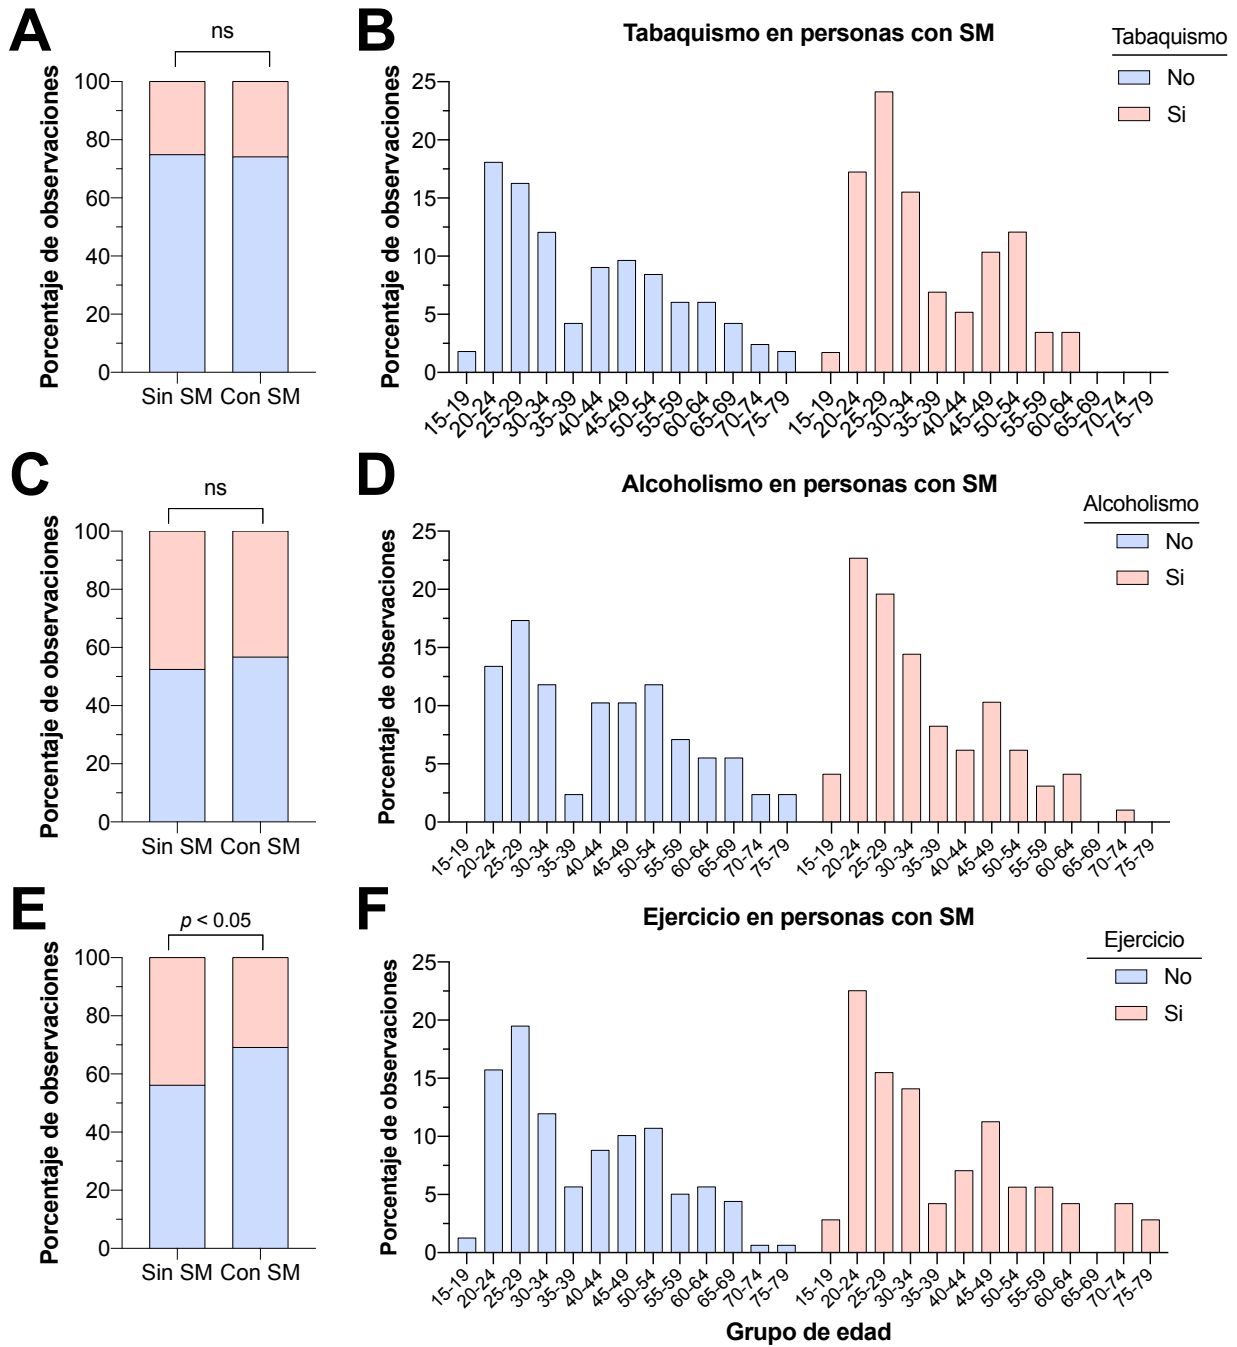 A
ns
Porcentaje de observaciones
100
80
60
40
20
0
Sin SM Con SM
B
Tabaquismo en personas con SM
Tabaquismo
No
Si
Porcentaje de observaciones
25
20
15
10
5
0
15-19 20-24 25-29 30-34 35-39 40-44 45-49 50-54 55-59 60-64 65-69 70-74 75-79 15-19 20-24 25-29 30-34 35-39 40-44 45-49 50-54 55-59 60-64 65-69 70-74 75-79
C
ns
Porcentaje de observaciones
100
80
60
40
20
0
Sin SM Con SM
D
Alcoholismo en personas con SM
Alcoholismo
No
Si
Porcentaje de observaciones
25
20
15
10
5
0
15-19 20-24 25-29 30-34 35-39 40-44 45-49 50-54 55-59 60-64 65-69 70-74 75-79 15-19 20-24 25-29 30-34 35-39 40-44 45-49 50-54 55-59 60-64 65-69 70-74 75-79
E
p < 0.05
Porcentaje de observaciones
100
80
60
40
20
0
Sin SM Con SM
F
Ejercicio en personas con SM
Ejercicio
No
Si
Porcentaje de observaciones
25
20
15
10
5
0
15-19 20-24 25-29 30-34 35-39 40-44 45-49 50-54 55-59 60-64 65-69 70-74 75-79 15-19 20-24 25-29 30-34 35-39 40-44 45-49 50-54 55-59 60-64 65-69 70-74 75-79
Grupo de edad